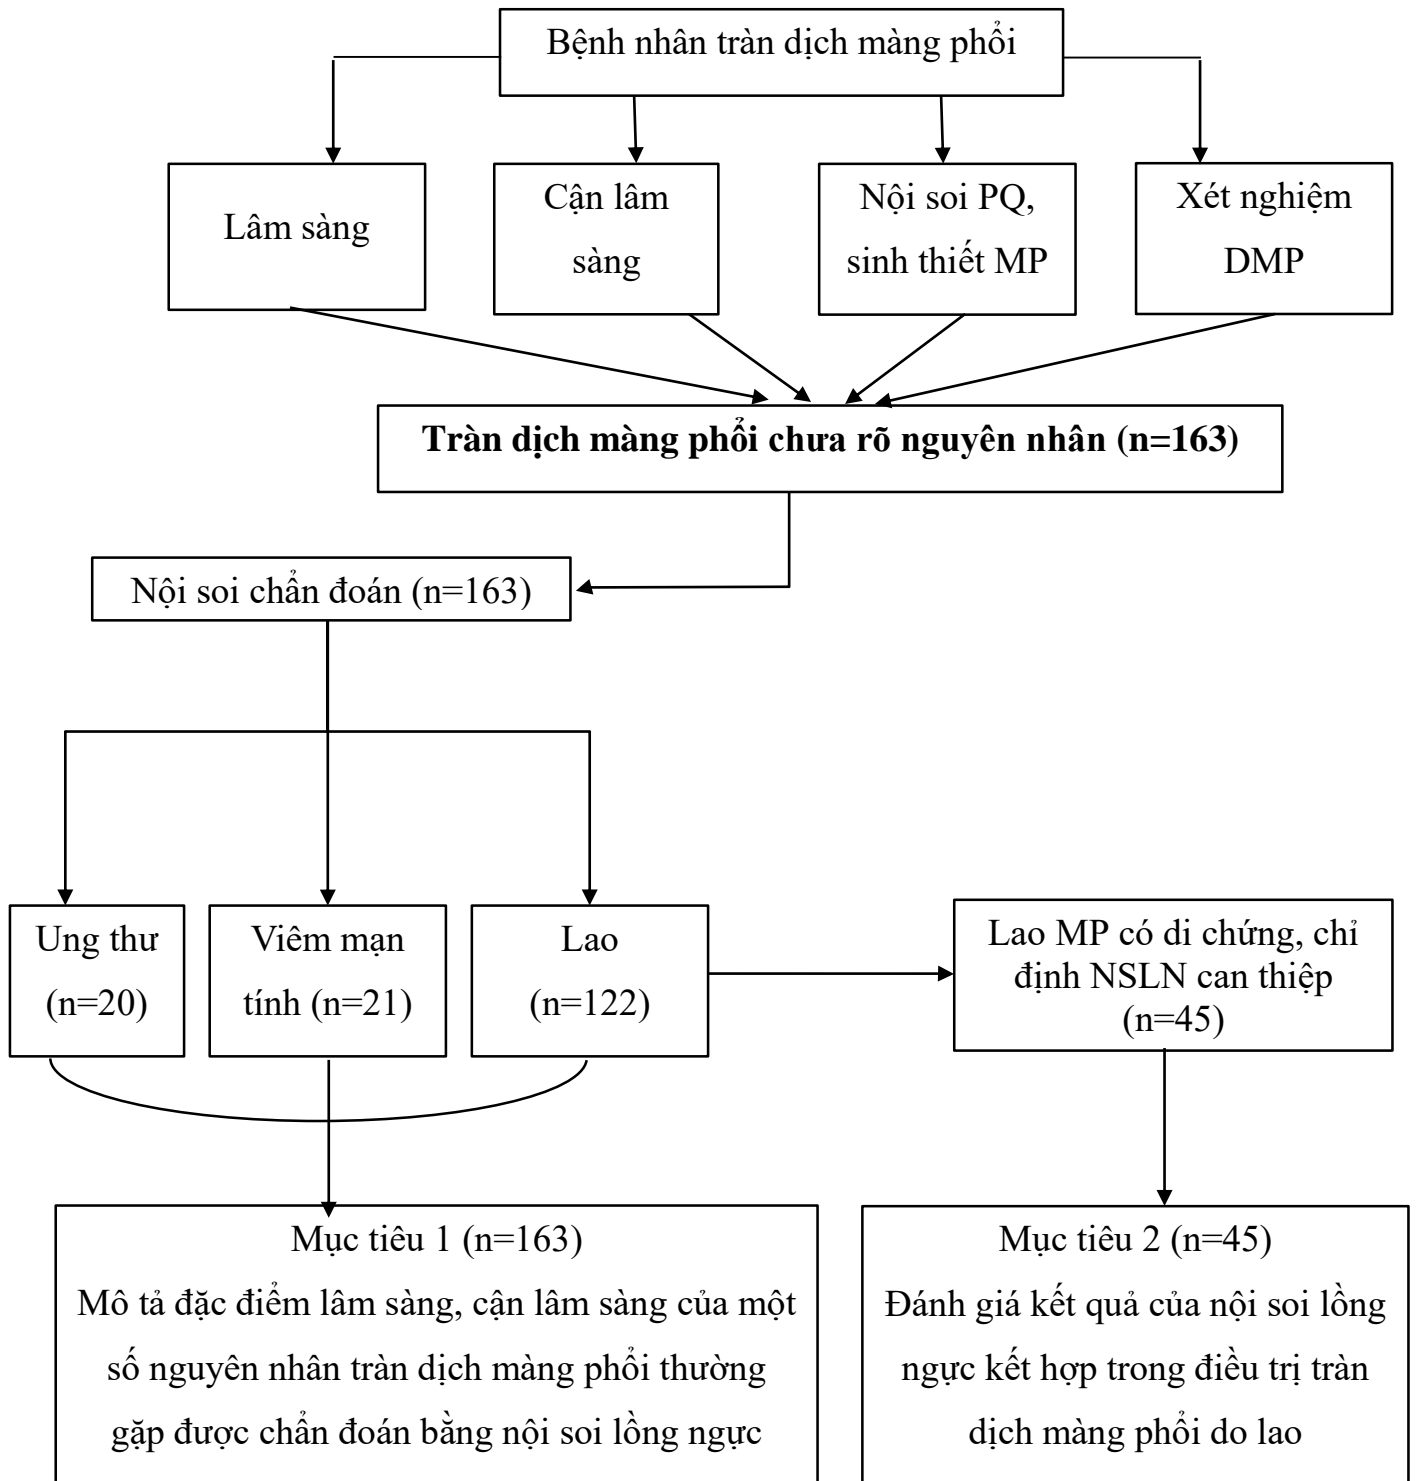 Bệnh nhân tràn dịch màng phổi
Lâm sàng
Cận lâm
sàng
Nội soi PQ,
sinh thiết MP
Xét nghiệm
DMP
Tràn dịch màng phổi chưa rõ nguyên nhân (n=163)
Nội soi chẩn đoán (n=163)
Ung thư
(n=20)
Viêm mạn
tính (n=21)
Lao
(n=122)
Lao MP có di chứng, chỉ
định NSLN can thiệp
(n=45)
Mục tiêu 1 (n=163)
Mô tả đặc điểm lâm sàng, cận lâm sàng của một
số nguyên nhân tràn dịch màng phổi thường
gặp được chẩn đoán bằng nội soi lồng ngực
Mục tiêu 2 (n=45)
Đánh giá kết quả của nội soi lồng
ngực kết hợp trong điều trị tràn
dịch màng phổi do lao